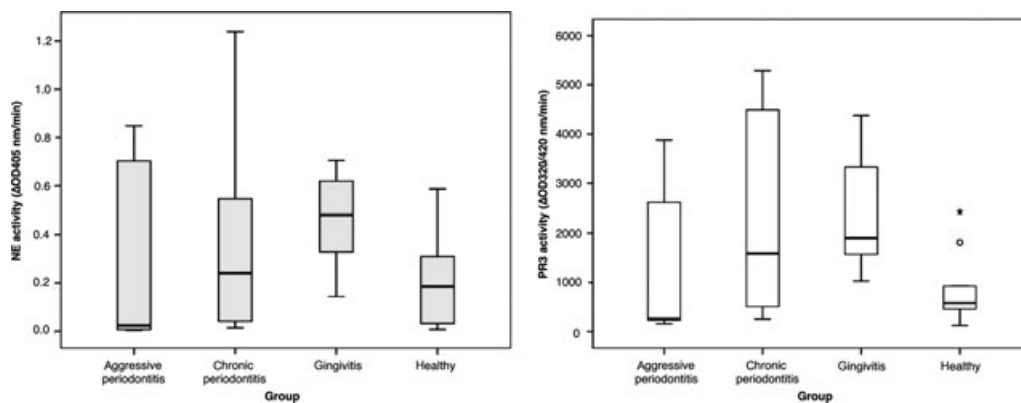 NE activity (ΔOD405 nm/min)
1.2
1.0
0.8
0.6
0.4
0.2
0.0
Aggressive
periodontitis
Chronic
periodontitis
Gingivitis
Healthy
Group
PR3 activity (ΔOD320/420 nm/min)
6000
5000
4000
3000
2000
1000
0
Aggressive
periodontitis
Chronic
periodontitis
Gingivitis
Healthy
Group